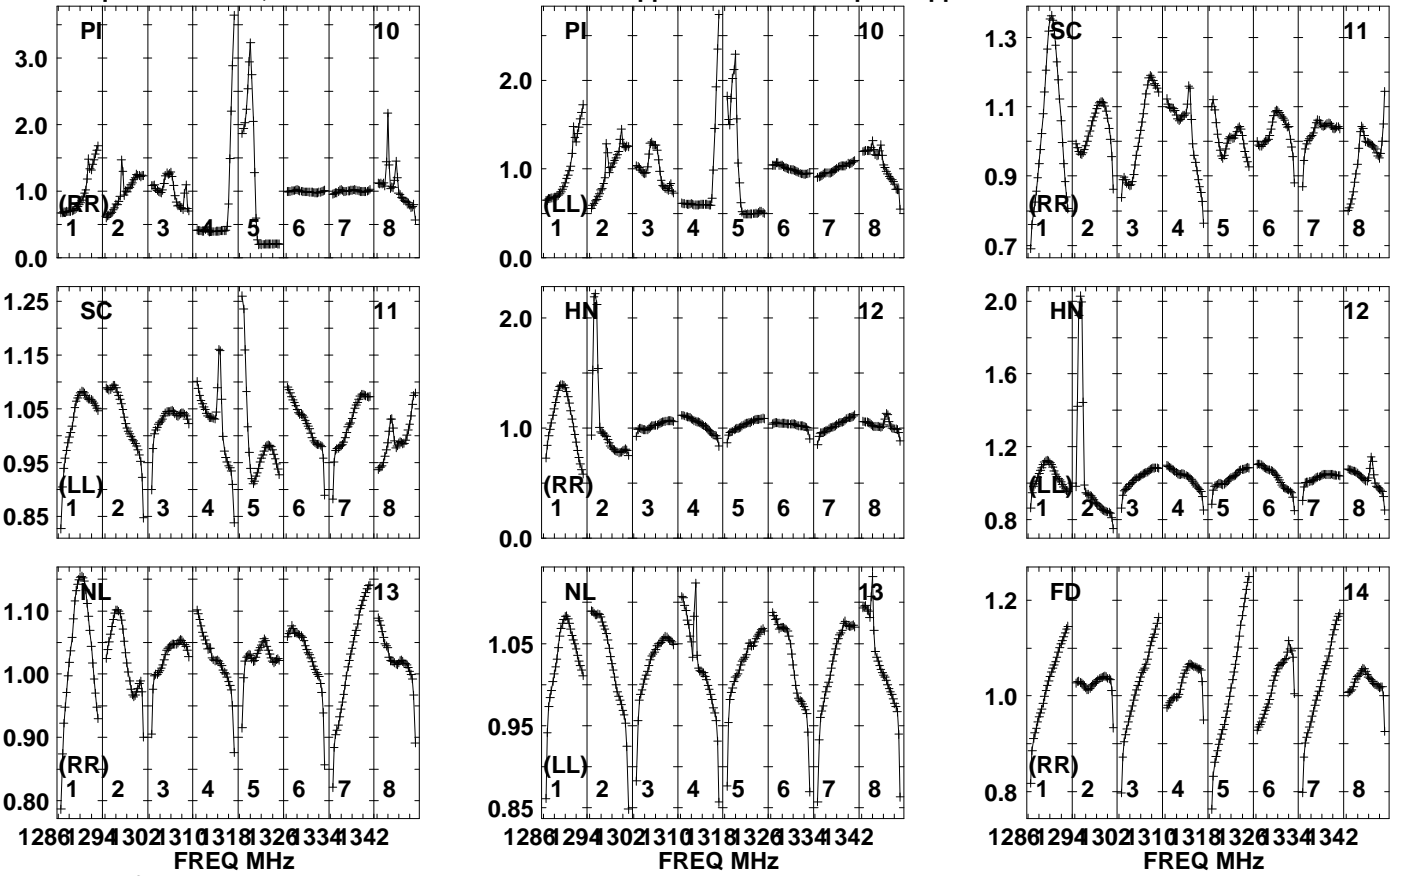 PI 10 PI 10 SC 11
3.0 2.0 1.0 0.0
(RR)
1 2 3 4 5 6 7 8
2.0 1.0 0.0
(LL)
1 2 3 4 5 6 7 8
1.3 1.1 0.9 0.7
(RR)
1 2 3 4 5 6 7 8
SC 11 HN 12 HN 12
1.25 1.15 1.05 0.95 0.85
(LL)
1 2 3 4 5 6 7 8
2.0 1.0 0.0
(RR)
1 2 3 4 5 6 7 8
2.0 1.6 1.2 0.8
(LL)
1 2 3 4 5 6 7 8
NL 13 NL 13 FD 14
1.10 1.00 0.90 0.80
(RR)
1 2 3 4 5 6 7 8
1.05 0.95 0.85
(LL)
1 2 3 4 5 6 7 8
1.2 1.0 0.8
(RR)
1 2 3 4 5 6 7 8
1286 1294 1302 1310 1318 1326 1334 1342
FREQ MHz
1286 1294 1302 1310 1318 1326 1334 1342
FREQ MHz
1286 1294 1302 1310 1318 1326 1334 1342
FREQ MHz